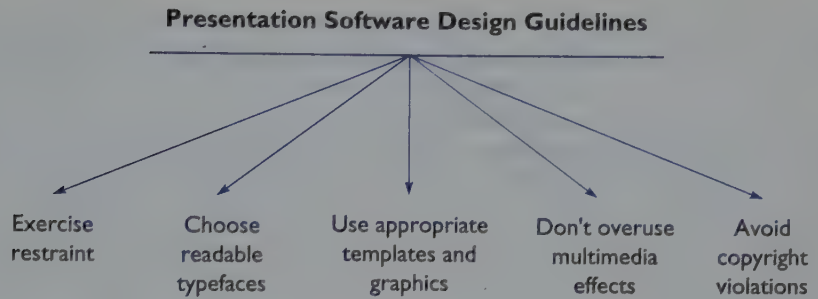 Presentation Software Design Guidelines
Exercise
restraint
Choose
readable
typefaces
Use appropriate
templates and
graphics
Don't overuse
multimedia
effects
Avoid
copyright
violations